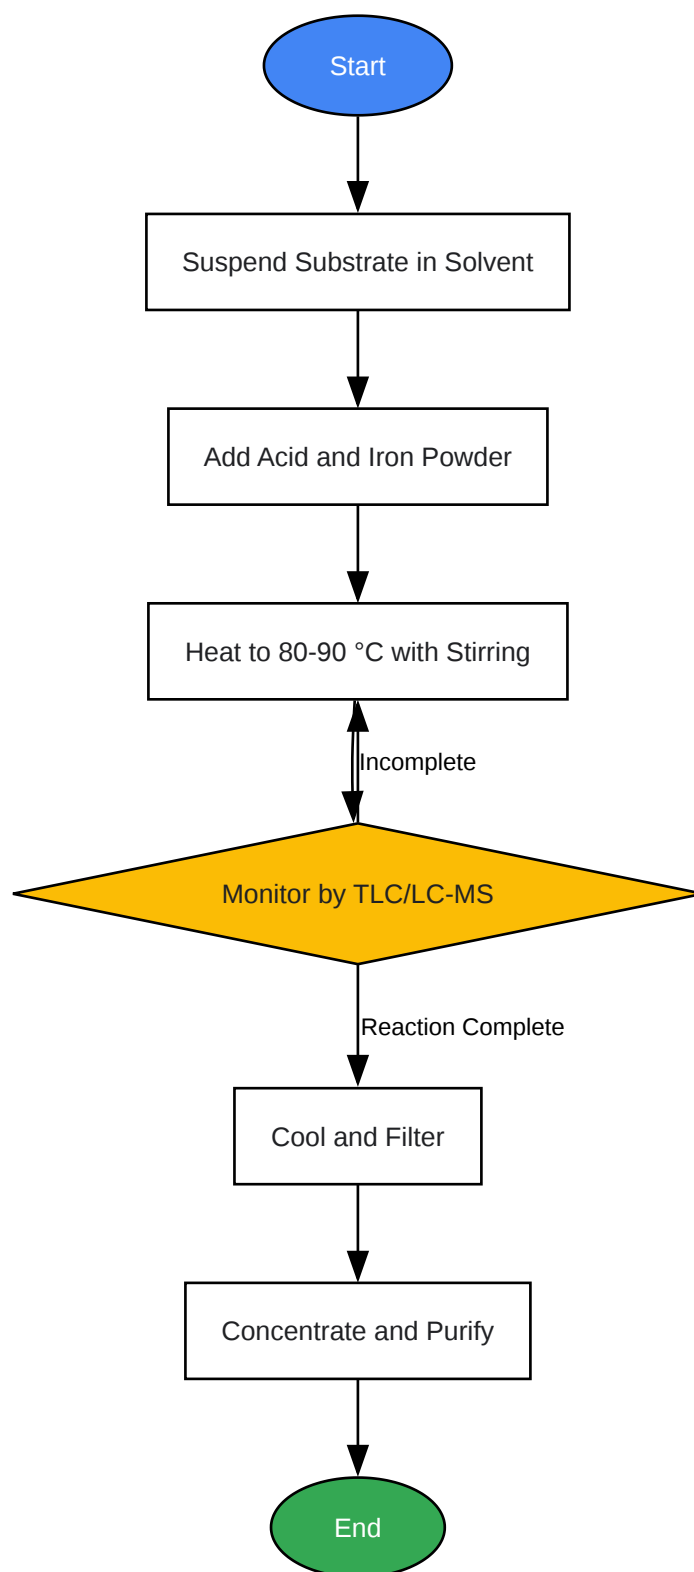 Start
Suspend Substrate in Solvent
Add Acid and Iron Powder
Heat to 80-90 °C with Stirring
Incomplete
Monitor by TLC/LC-MS
Reaction Complete
Cool and Filter
Concentrate and Purify
End